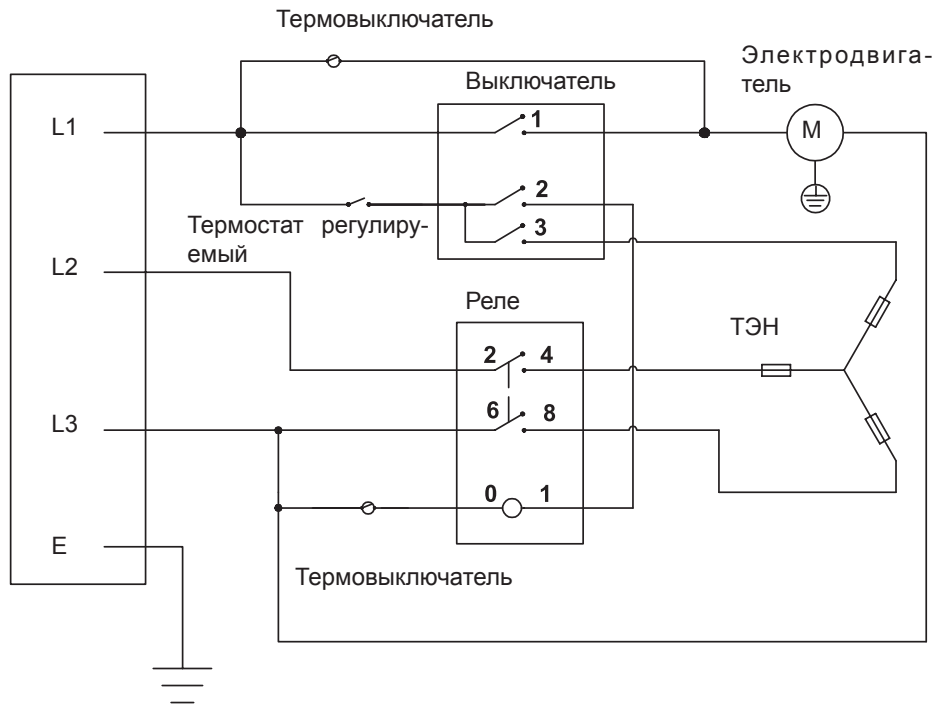 Термовыключатель
Электродвига-
тель
Выключатель
L1
1
M
2
Термостат регулиру-
емый
3
L2
Реле
ТЭН
2 4
L3
6 8
0 1
E
Термовыключатель